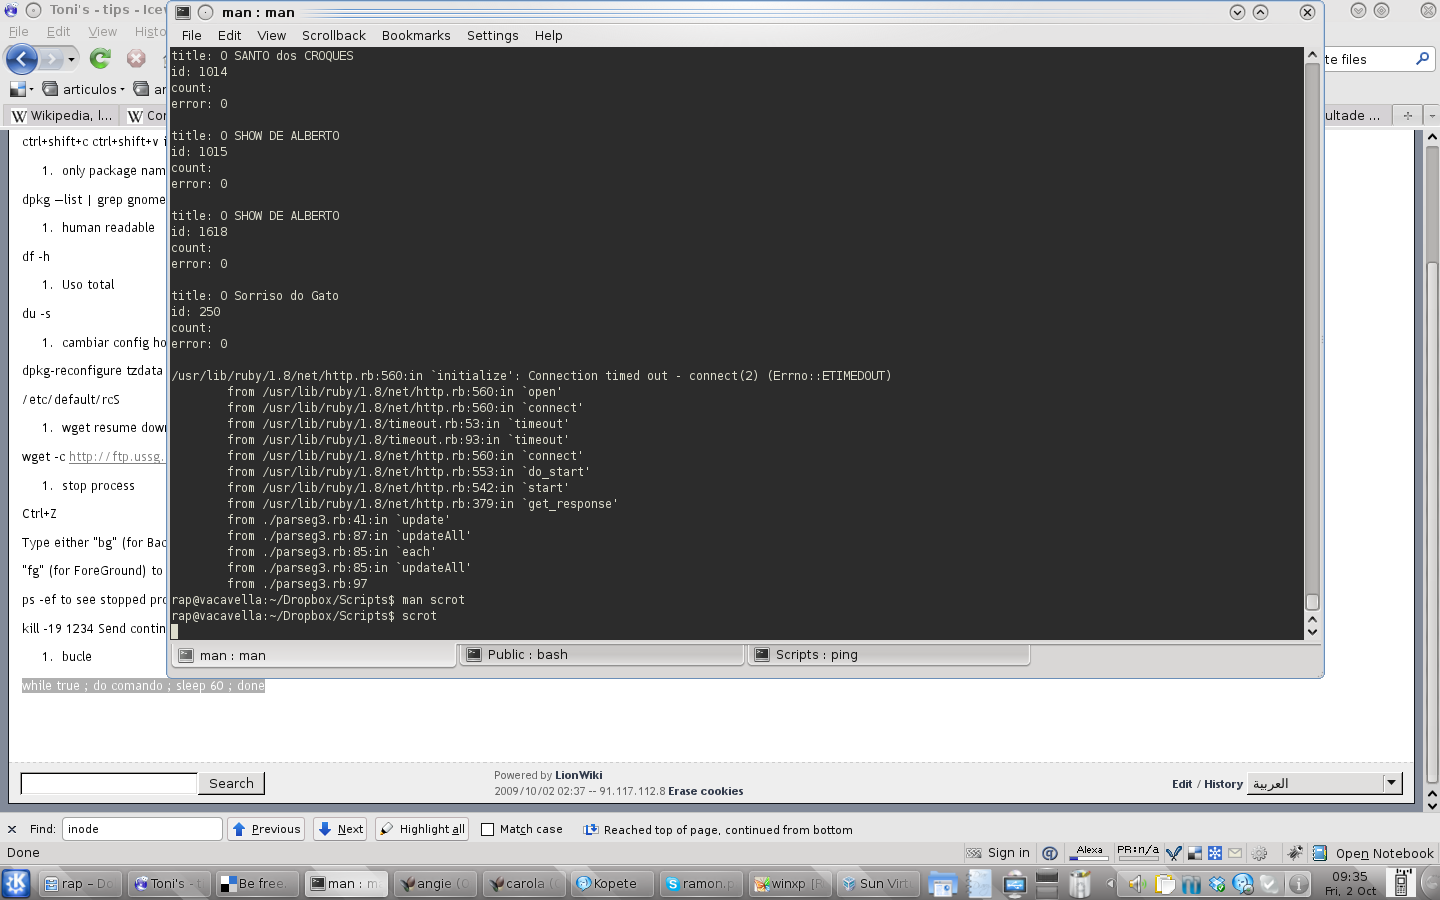 Toni's - tips - Icew
man : man
File Edit View Histo
File Edit View Scrollback Bookmarks Settings Help
te files
articulos
ar
Wikipedia, l...
Cor
ultade ...
title: O SANTO dos CROQUES
id: 1014
count:
error: 0
title: O SHOW DE ALBERTO
id: 1015
count:
error: 0
title: O SHOW DE ALBERTO
id: 1618
count:
error: 0
title: O Sorriso do Gato
id: 250
count:
error: 0
/usr/lib/ruby/1.8/net/http.rb:560:in `initialize': Connection timed out - connect(2) (Errno::ETIMEDOUT)
from /usr/lib/ruby/1.8/net/http.rb:560:in `open'
from /usr/lib/ruby/1.8/net/http.rb:560:in `connect'
from /usr/lib/ruby/1.8/timeout.rb:53:in `timeout'
from /usr/lib/ruby/1.8/timeout.rb:93:in `timeout'
from /usr/lib/ruby/1.8/net/http.rb:560:in `connect'
from /usr/lib/ruby/1.8/net/http.rb:553:in `do_start'
from /usr/lib/ruby/1.8/net/http.rb:542:in `start'
from /usr/lib/ruby/1.8/net/http.rb:379:in `get_response'
from ./parseg3.rb:41:in `update'
from ./parseg3.rb:87:in `updateAll'
from ./parseg3.rb:85:in `each'
from ./parseg3.rb:85:in `updateAll'
from ./parseg3.rb:97
rap@vacavella:~/Dropbox/Scripts$ man scrot
rap@vacavella:~/Dropbox/Scripts$ scrot
man : man
Public : bash
Scripts : ping
ctrl+shift+c ctrl+shift+v i
1. only package nam
dpkg —list | grep gnome
1. human readable
df -h
1. Uso total
du -s
1. cambiar config ho
dpkg-reconfigure tzdata
/etc/default/rcS
1. wget resume down
wget -c http://ftp.ussg.
1. stop process
Ctrl+Z
Type either "bg" (for Bac
"fg" (for ForeGround) to
ps -ef to see stopped pro
kill -19 1234 Send contin
1. bucle
while true ; do comando ; sleep 60 ; done
Search
Powered by LionWiki
2009/10/02 02:37 -- 91.117.112.8 Erase cookies
Edit / History
العربية
Find: inode Previous Next Highlight all Match case Reached top of page, continued from bottom
Done
Sign in
Alexa
PR: n/a
Open Notebook
rap – Do
Toni's - t
Be free.
man : m
angie (
carola (
Kopete
ramon.p
winxp [R
Sun Virt
09:35
Fri, 2 Oct